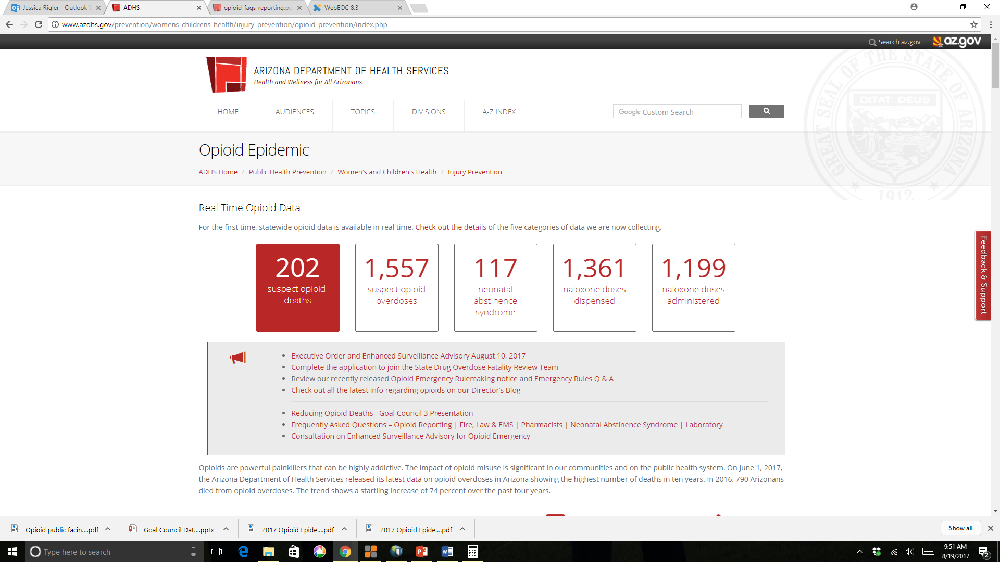 Jessica Rigler - Outlook
ADHS
opioid-faqs-reporting.pd
WebEOC 8.3
www.azdhs.gov/prevention/womens-childrens-health/injury-prevention/opioid-prevention/index.php
Search az.gov
az.gov
ARIZONA DEPARTMENT OF HEALTH SERVICES
Health and Wellness for All Arizonans
GREAT SEAL OF THE STATE OF ARIZONA
DITAT DEUS
1912
HOME AUDIENCES TOPICS DIVISIONS A-Z INDEX
Google Custom Search
Opioid Epidemic
ADHS Home / Public Health Prevention / Women's and Children's Health / Injury Prevention
Real Time Opioid Data
For the first time, statewide opioid data is available in real time. Check out the details of the five categories of data we are now collecting.
202
suspect opioid
deaths
1,557
suspect opioid
overdoses
117
neonatal
abstinence
syndrome
1,361
naloxone doses
dispensed
1,199
naloxone doses
administered
Feedback & Support
• Executive Order and Enhanced Surveillance Advisory August 10, 2017
• Complete the application to join the State Drug Overdose Fatality Review Team
• Review our recently released Opioid Emergency Rulemaking notice and Emergency Rules Q & A
• Check out all the latest info regarding opioids on our Director’s Blog
• Reducing Opioid Deaths - Goal Council 3 Presentation
• Frequently Asked Questions – Opioid Reporting | Fire, Law & EMS | Pharmacists | Neonatal Abstinence Syndrome | Laboratory
• Consultation on Enhanced Surveillance Advisory for Opioid Emergency
Opioids are powerful painkillers that can be highly addictive. The impact of opioid misuse is significant in our communities and on the public health system. On June 1, 2017,
the Arizona Department of Health Services released its latest data on opioid overdoses in Arizona showing the highest number of deaths in ten years. In 2016, 790 Arizonans
died from opioid overdoses. The trend shows a startling increase of 74 percent over the past four years.
Opioid public facin....pdf
Goal Council Dat....pptx
2017 Opioid Epide....pdf
2017 Opioid Epide....pdf
Show all
Type here to search
9:51 AM
8/19/2017
2